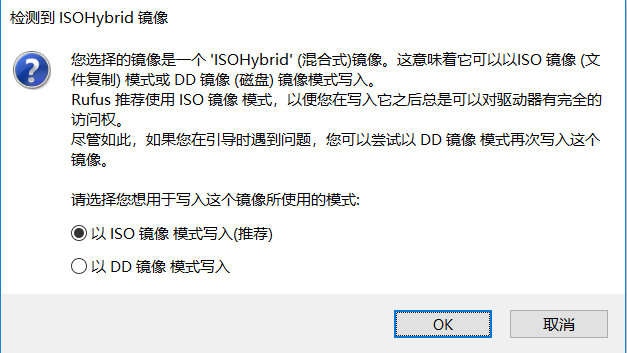 检测到 ISOHybrid 镜像
您选择的镜像是一个 'ISOHybrid' (混合式)镜像。这意味着它可以以ISO 镜像 (文
件复制) 模式或 DD 镜像 (磁盘) 镜像模式写入。
Rufus 推荐使用 ISO 镜像 模式，以便您在写入它之后总是可以对驱动器有完全的
访问权。
尽管如此，如果您在引导时遇到问题，您可以尝试以 DD 镜像 模式再次写入这个
镜像。
请选择您想用于写入这个镜像所使用的模式:
以 ISO 镜像 模式写入(推荐)
以 DD 镜像 模式写入
OK
取消